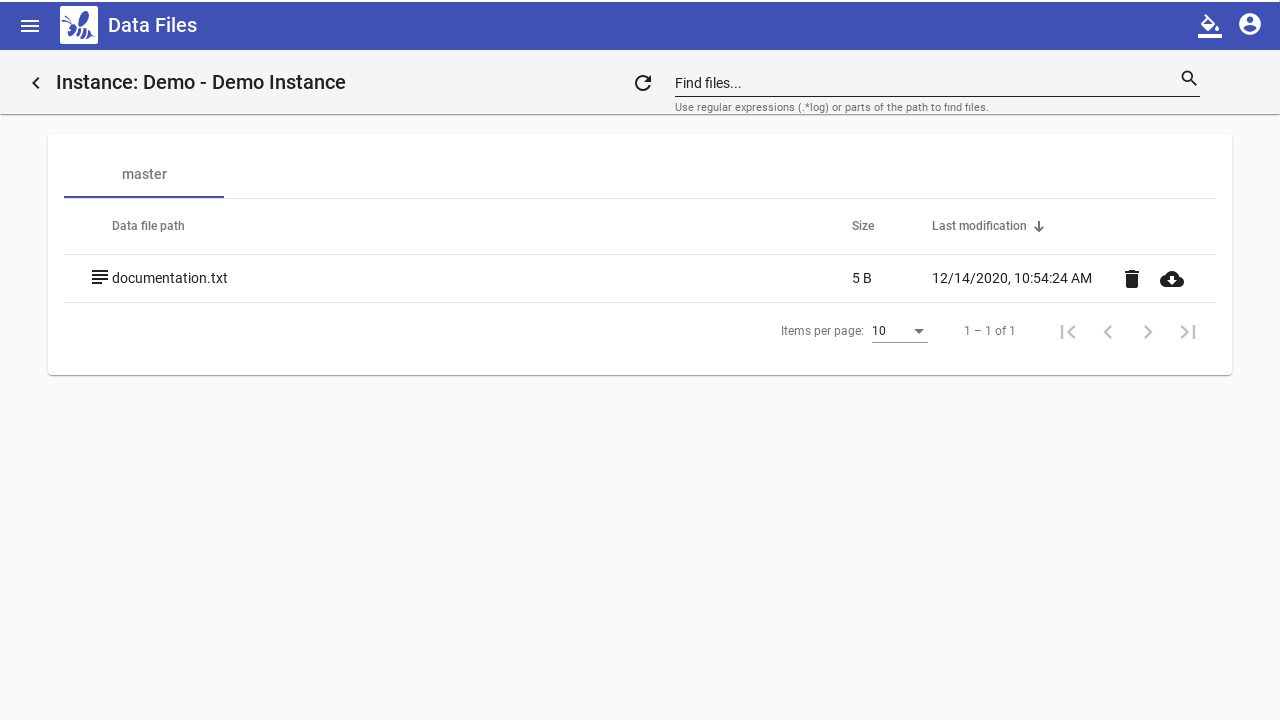 Data Files
Instance: Demo - Demo Instance
Find files...
Use regular expressions (.*log) or parts of the path to find files.
master
Data file path Size Last modification
documentation.txt 5 B 12/14/2020, 10:54:24 AM
Items per page: 10 1 – 1 of 1